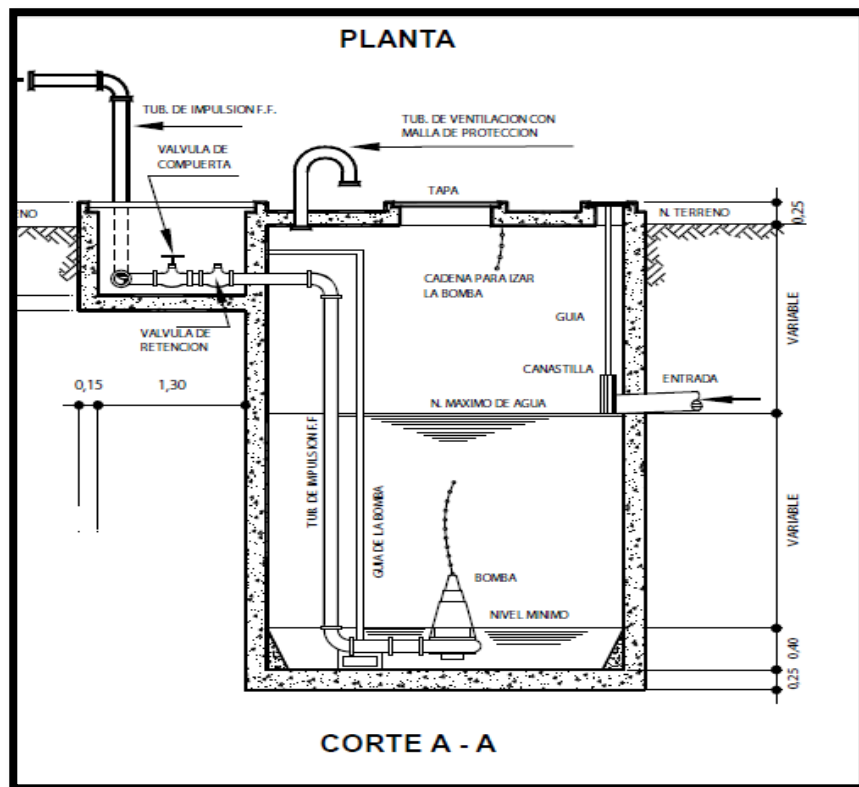 PLANTA
TUB. DE IMPULSION F.F.
VALVULA DE
COMPUERTA
TUB. DE VENTILACION CON
MALLA DE PROTECCION
TAPA
ENO
N. TERRENO
0,25
CADENA PARA IZAR
LA BOMBA
GUIA
VARIABLE
VALVULA DE
RETENCION
CANASTILLA
ENTRADA
0,15
1,30
N. MAXIMO DE AGUA
TUB. DE IMPULSION F.F
GUIA DE LA BOMBA
VARIABLE
BOMBA
NIVEL MINIMO
0,40
0,25
CORTE A - A